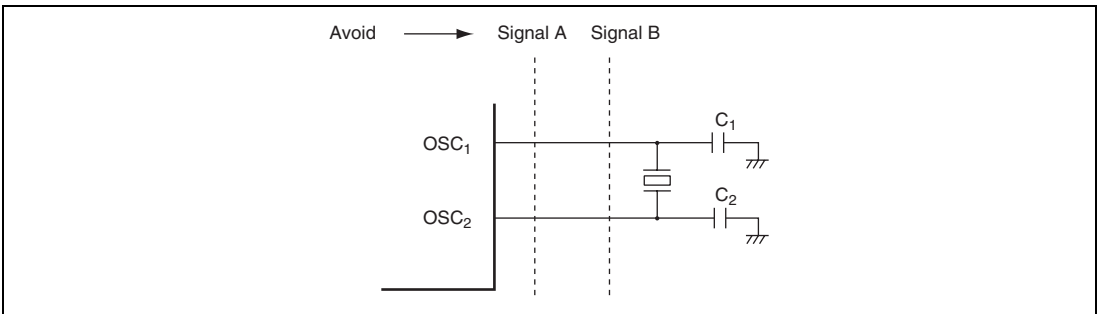 Avoid Signal A Signal B
C₁
OSC₁
C₂
OSC₂